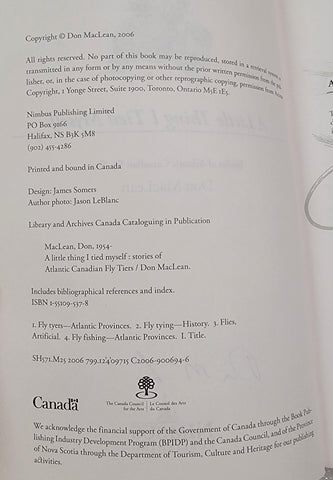 Copyright © Don MacLean, 2006
All rights reserved. No part of this book may be reproduced, stored in a retrieval system or
transmitted in any form or by any means without the prior written permission from the pub-
lisher, or, in the case of photocopying or other reprographic copying, permission from Access
Copyright, 1 Yonge Street, Suite 1900, Toronto, Ontario M5E 1E5.
Nimbus Publishing Limited
PO Box 9166
Halifax, NS B3K 5M8
(902) 455-4286
Printed and bound in Canada
Design: James Somers
Author photo: Jason LeBlanc
Library and Archives Canada Cataloguing in Publication
MacLean, Don, 1954-
A little thing I tied myself : stories of
Atlantic Canadian Fly Tiers / Don MacLean.
Includes bibliographical references and index.
ISBN 1-55109-537-8
1. Fly tyers—Atlantic Provinces. 2. Fly tying—History. 3. Flies,
Artificial. 4. Fly fishing—Atlantic Provinces. I. Title.
SH571.M25 2006 799.124'09715 C2006-900694-6
Canada
The Canada Council for the Arts
Le Conseil des Arts du Canada
We acknowledge the financial support of the Government of Canada through the Book Pub-
lishing Industry Development Program (BPIDP) and the Canada Council, and of the Province
of Nova Scotia through the Department of Tourism, Culture and Heritage for our publishing
activities.